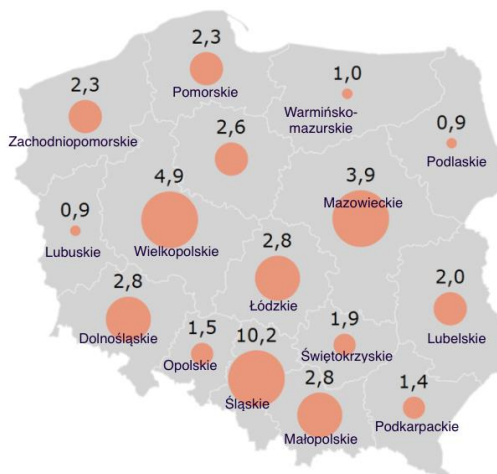 2,3
Pomorskie
2,3
Zachodniopomorskie
1,0
Warmińsko-
mazurskie
0,9
Podlaskie
2,6
4,9
Wielkopolskie
3,9
Mazowieckie
0,9
Lubuskie
2,8
Łódzkie
2,0
Lubelskie
2,8
Dolnośląskie
1,5
Opolskie
10,2
Śląskie
1,9
Świętokrzyskie
2,8
Małopolskie
1,4
Podkarpackie